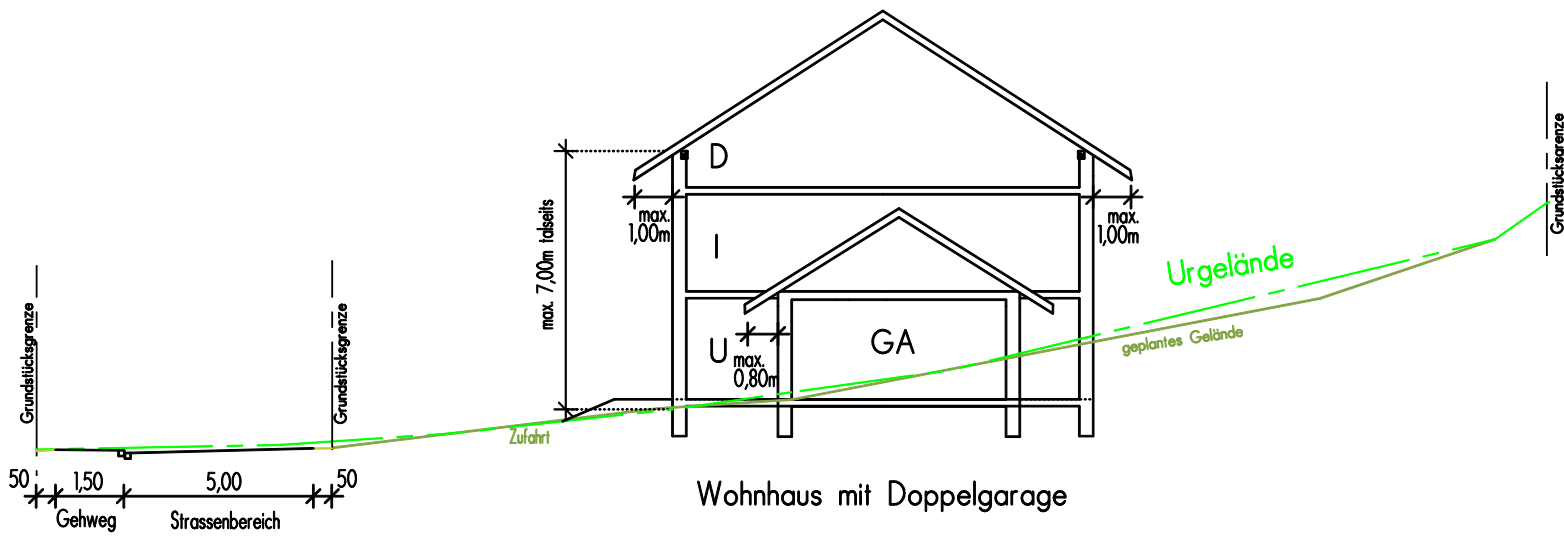 D
max.
1,00m
max.
1,00m
max. 7,00m talseits
I
Urgelände
Grundstücksgrenze
Grundstücksgrenze
Grundstücksgrenze
U
max.
0,80m
GA
geplantes Gelände
Zufahrt
50
1,50
5,00
50
Gehweg
Strassenbereich
Wohnhaus mit Doppelgarage